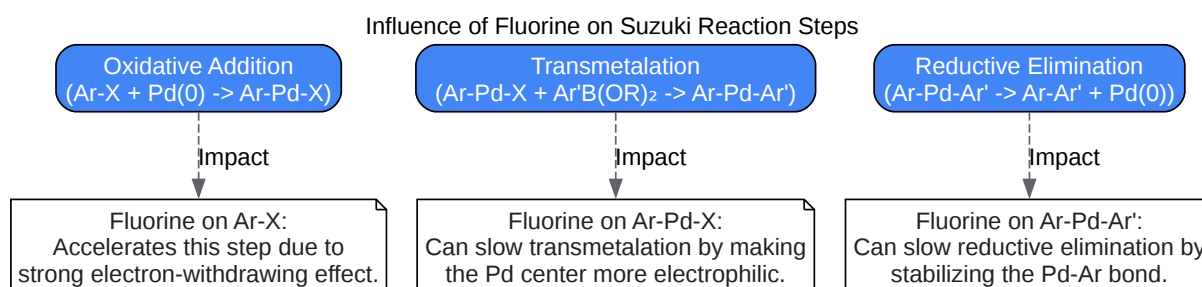 Influence of Fluorine on Suzuki Reaction Steps
Oxidative Addition
(Ar-X + Pd(0) -> Ar-Pd-X)
Transmetalation
(Ar-Pd-X + Ar'B(OR)₂ -> Ar-Pd-Ar')
Reductive Elimination
(Ar-Pd-Ar' -> Ar-Ar' + Pd(0))
Impact
Impact
Impact
Fluorine on Ar-X:
Accelerates this step due to
strong electron-withdrawing effect.
Fluorine on Ar-Pd-X:
Can slow transmetalation by making
the Pd center more electrophilic.
Fluorine on Ar-Pd-Ar':
Can slow reductive elimination by
stabilizing the Pd-Ar bond.